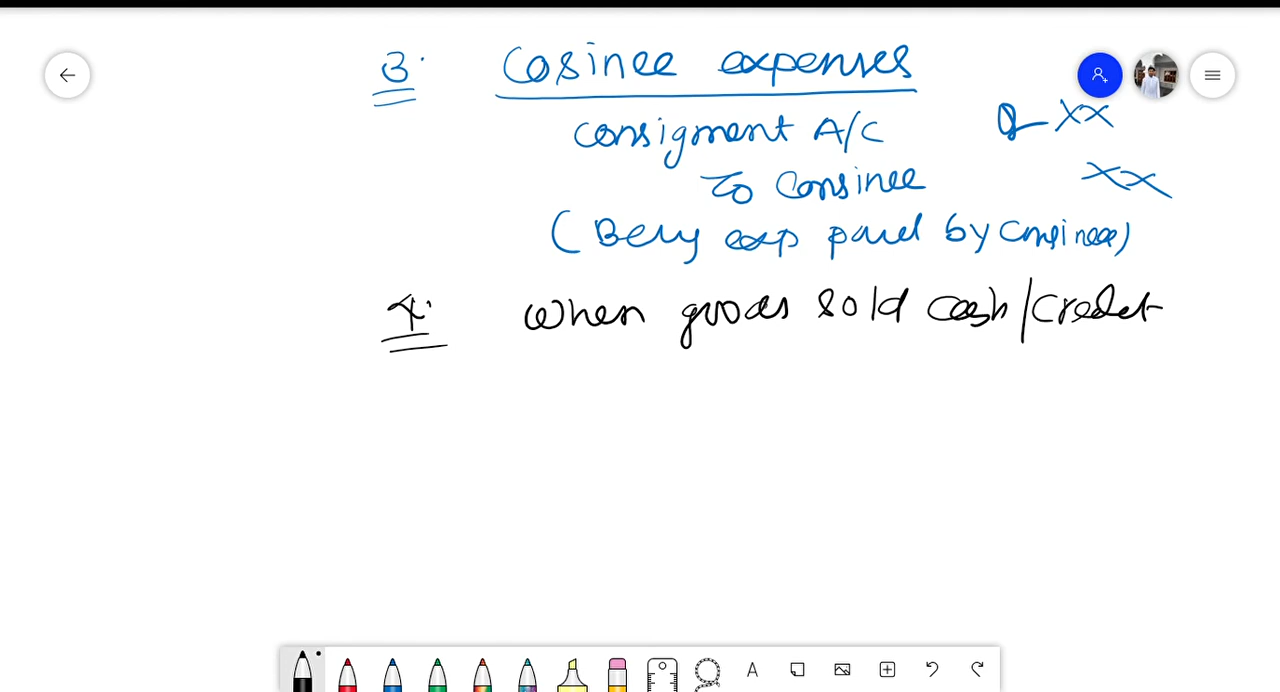 3. Cosinee expenses
Consigment A/C Dr XX
To Consinee XX
(Being exp paid by Consinee)
4. When goods sold cash/credet
A